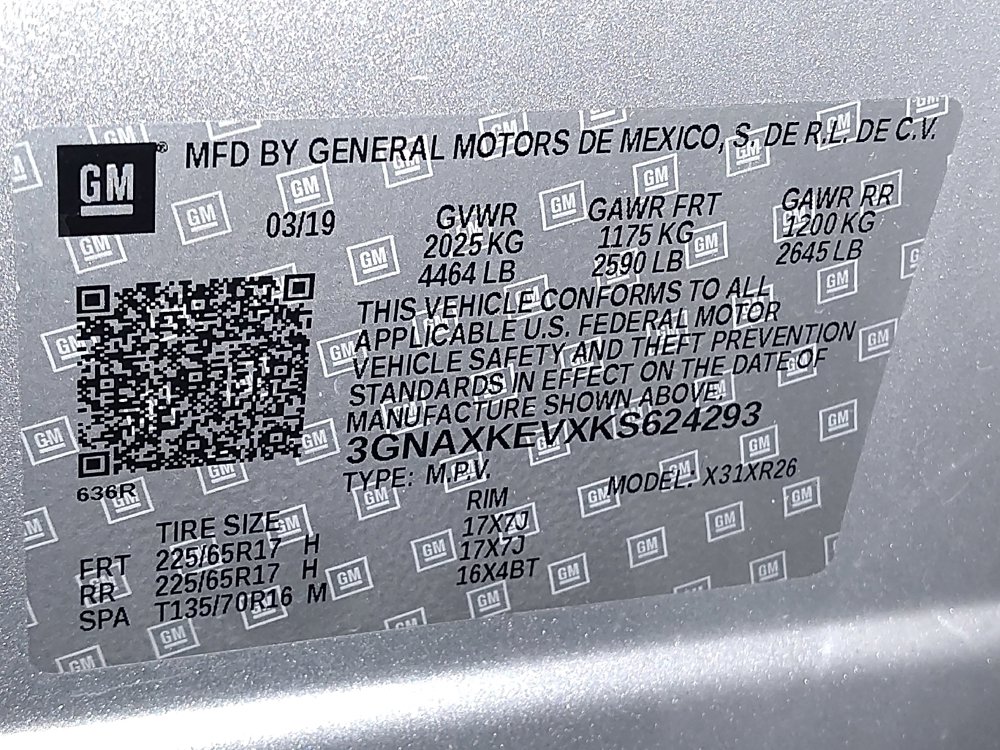 GM ® MFD BY GENERAL MOTORS DE MEXICO, S. DE R.L. DE C.V.
03/19 GVWR GAWR FRT GAWR RR
2025 KG 1175 KG 1200 KG
4464 LB 2590 LB 2645 LB
THIS VEHICLE CONFORMS TO ALL
APPLICABLE U.S. FEDERAL MOTOR
VEHICLE SAFETY AND THEFT PREVENTION
STANDARDS IN EFFECT ON THE DATE OF
MANUFACTURE SHOWN ABOVE.
3GNAXKEVXKS624293
TYPE: M.P.V. MODEL: X31XR26
636R
TIRE SIZE RIM
FRT 225/65R17 H 17X7J
RR 225/65R17 H 17X7J
SPA T135/70R16 M 16X4BT